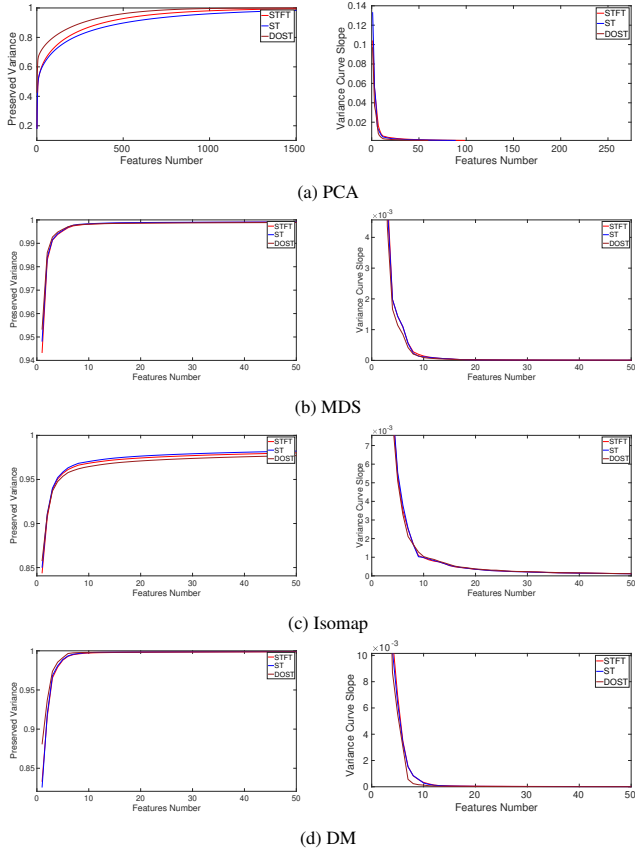 Preserved Variance
1
0.8
0.6
0.4
0.2
0
500
1000
1500
Features Number
STFT
ST
DOST
Variance Curve Slope
0.14
0.12
0.1
0.08
0.06
0.04
0.02
0
50
100
150
200
250
Features Number
STFT
ST
DOST
(a) PCA
Preserved Variance
1
0.99
0.98
0.97
0.96
0.95
0.94
0
10
20
30
40
50
Features Number
STFT
ST
DOST
Variance Curve Slope
×10-3
4
3
2
1
0
0
10
20
30
40
50
Features Number
STFT
ST
DOST
(b) MDS
Preserved Variance
1
0.95
0.9
0.85
0
10
20
30
40
50
Features Number
STFT
ST
DOST
Variance Curve Slope
×10-3
7
6
5
4
3
2
1
0
0
10
20
30
40
50
Features Number
STFT
ST
DOST
(c) Isomap
Preserved Variance
1
0.95
0.9
0.85
0
10
20
30
40
50
Features Number
STFT
ST
DOST
Variance Curve Slope
×10-3
10
8
6
4
2
0
0
10
20
30
40
50
Features Number
STFT
ST
DOST
(d) DM